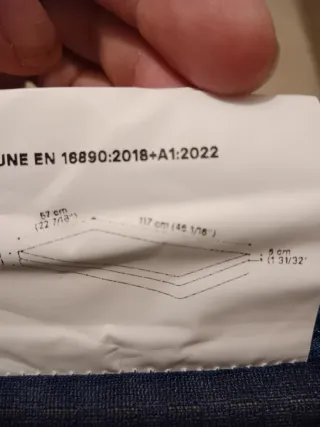 UNE EN 16890:2018+A1:2022
57 cm
(22 7/16")
117 cm (46 1/16")
5 cm
(1 31/32"